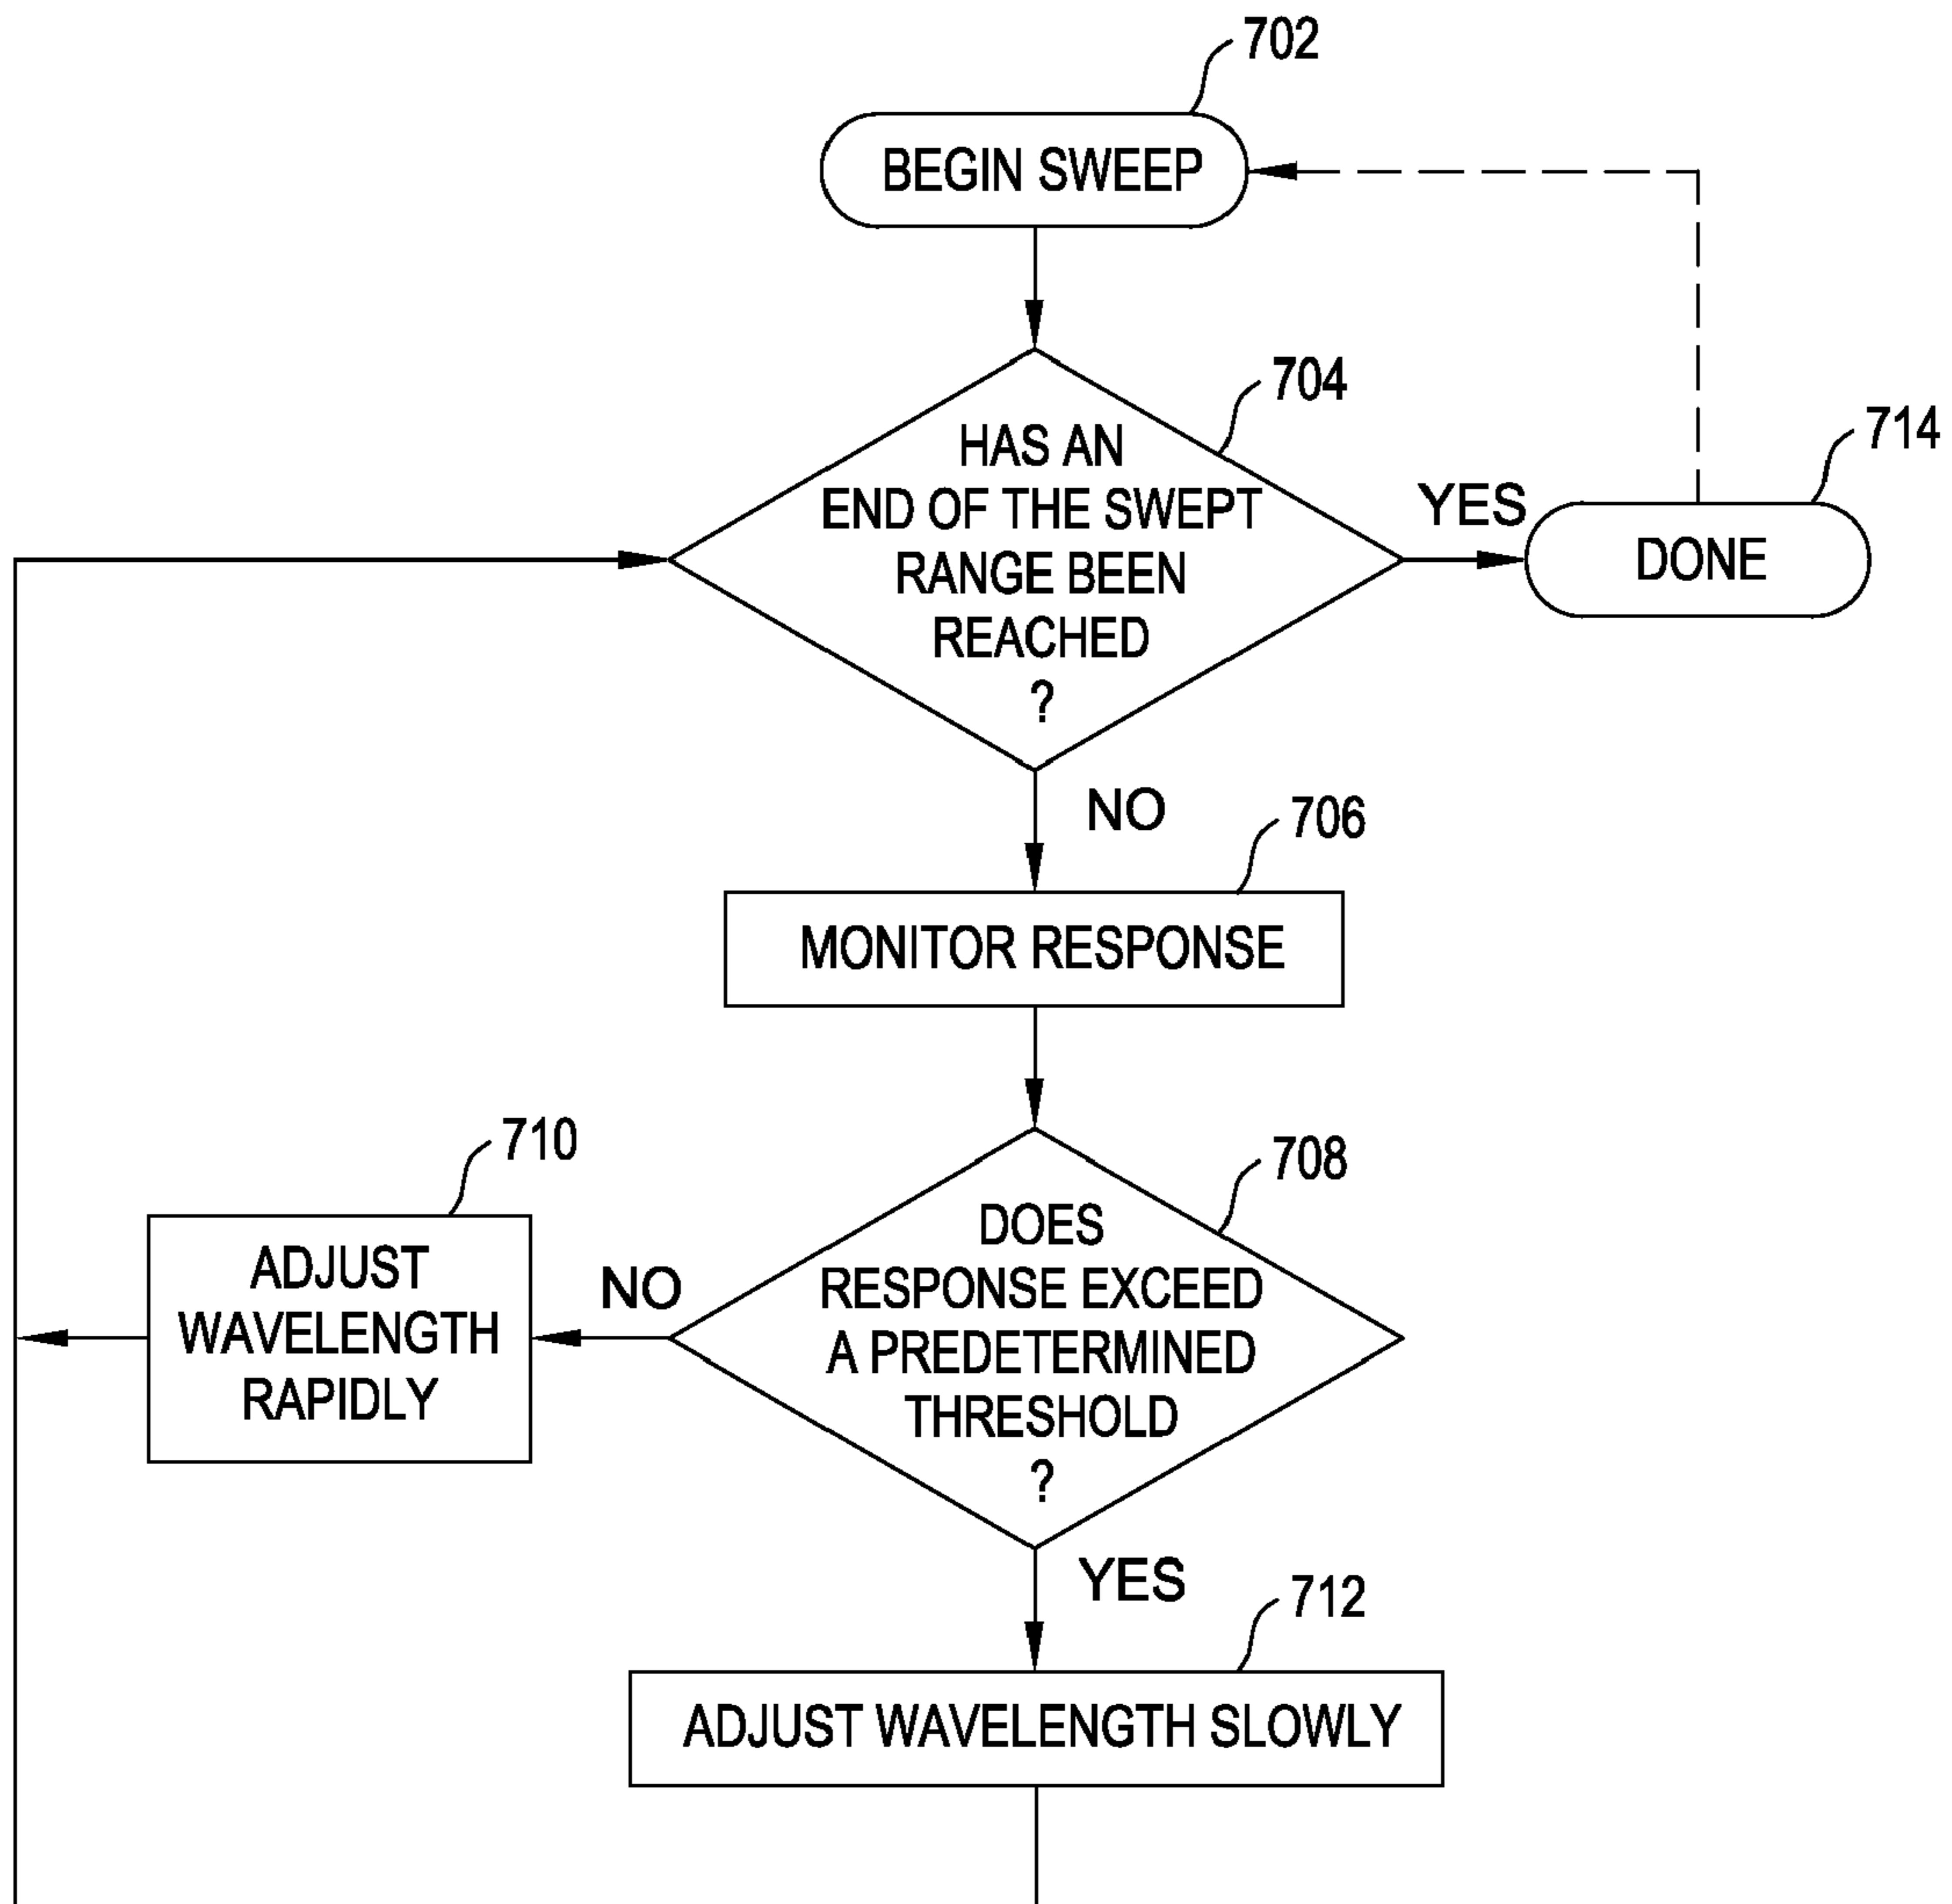 702
BEGIN SWEEP
704
HAS AN
END OF THE SWEPT
RANGE BEEN
REACHED
?
YES
714
DONE
NO
706
MONITOR RESPONSE
708
DOES
RESPONSE EXCEED
A PREDETERMINED
THRESHOLD
?
NO
710
ADJUST
WAVELENGTH
RAPIDLY
YES
712
ADJUST WAVELENGTH SLOWLY